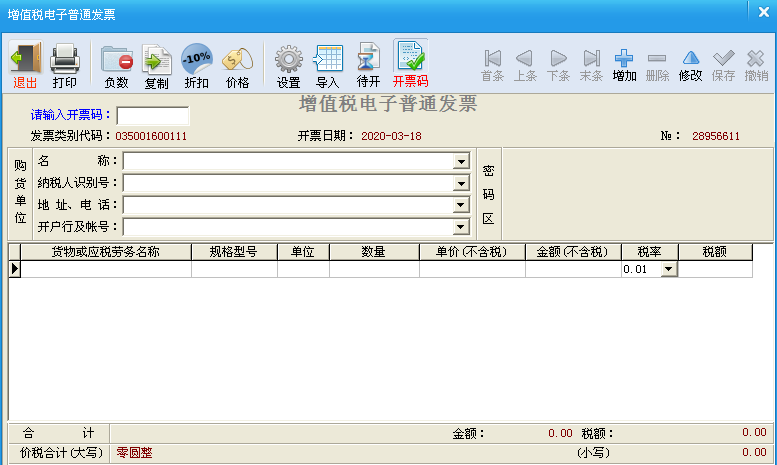 增值税电子普通发票
退出 打印 负数 复制 -10% 折扣 价格 设置 导入 待开 开票码 首条 上条 下条 末条 增加 删除 修改 保存 撤销
增值税电子普通发票
请输入开票码：
发票类别代码：035001600111 开票日期：2020-03-18 №： 28956611
购货单位
名 称：
纳税人识别号：
地 址、电 话：
开户行及帐号：
密码区
货物或应税劳务名称 规格型号 单位 数量 单价(不含税) 金额(不含税) 税率 税额
0.01
合 计 金额： 0.00 税额： 0.00
价税合计(大写) 零圆整 (小写) 0.00